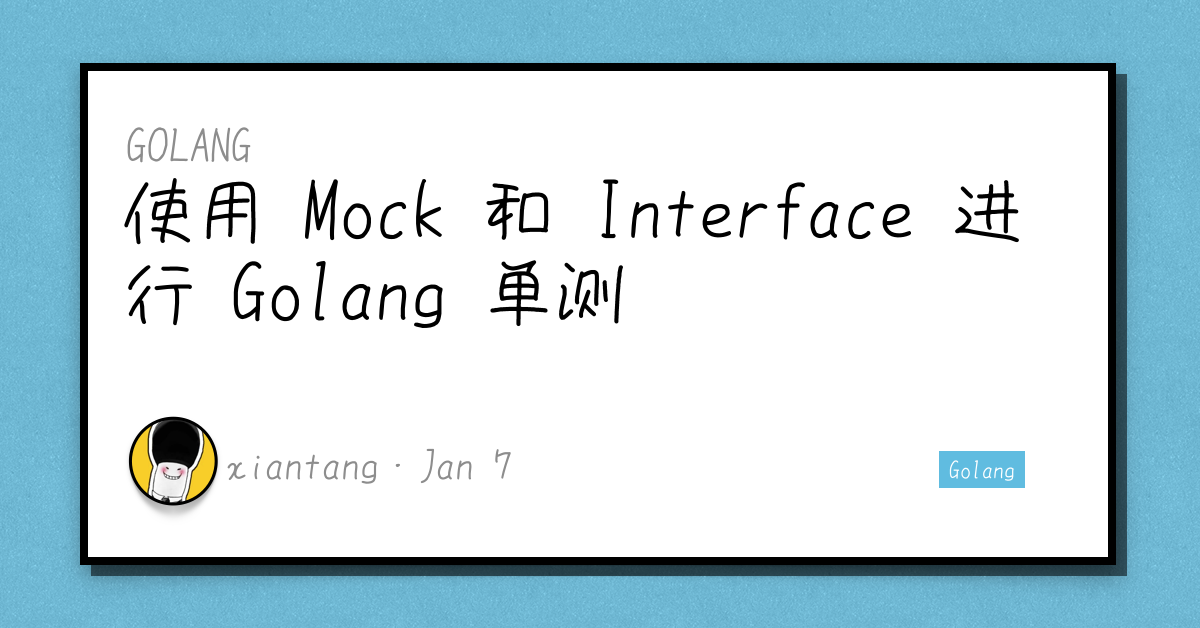 GOLANG
使用 Mock 和 Interface 进
行 Golang 单测
xiantang · Jan 7
Golang